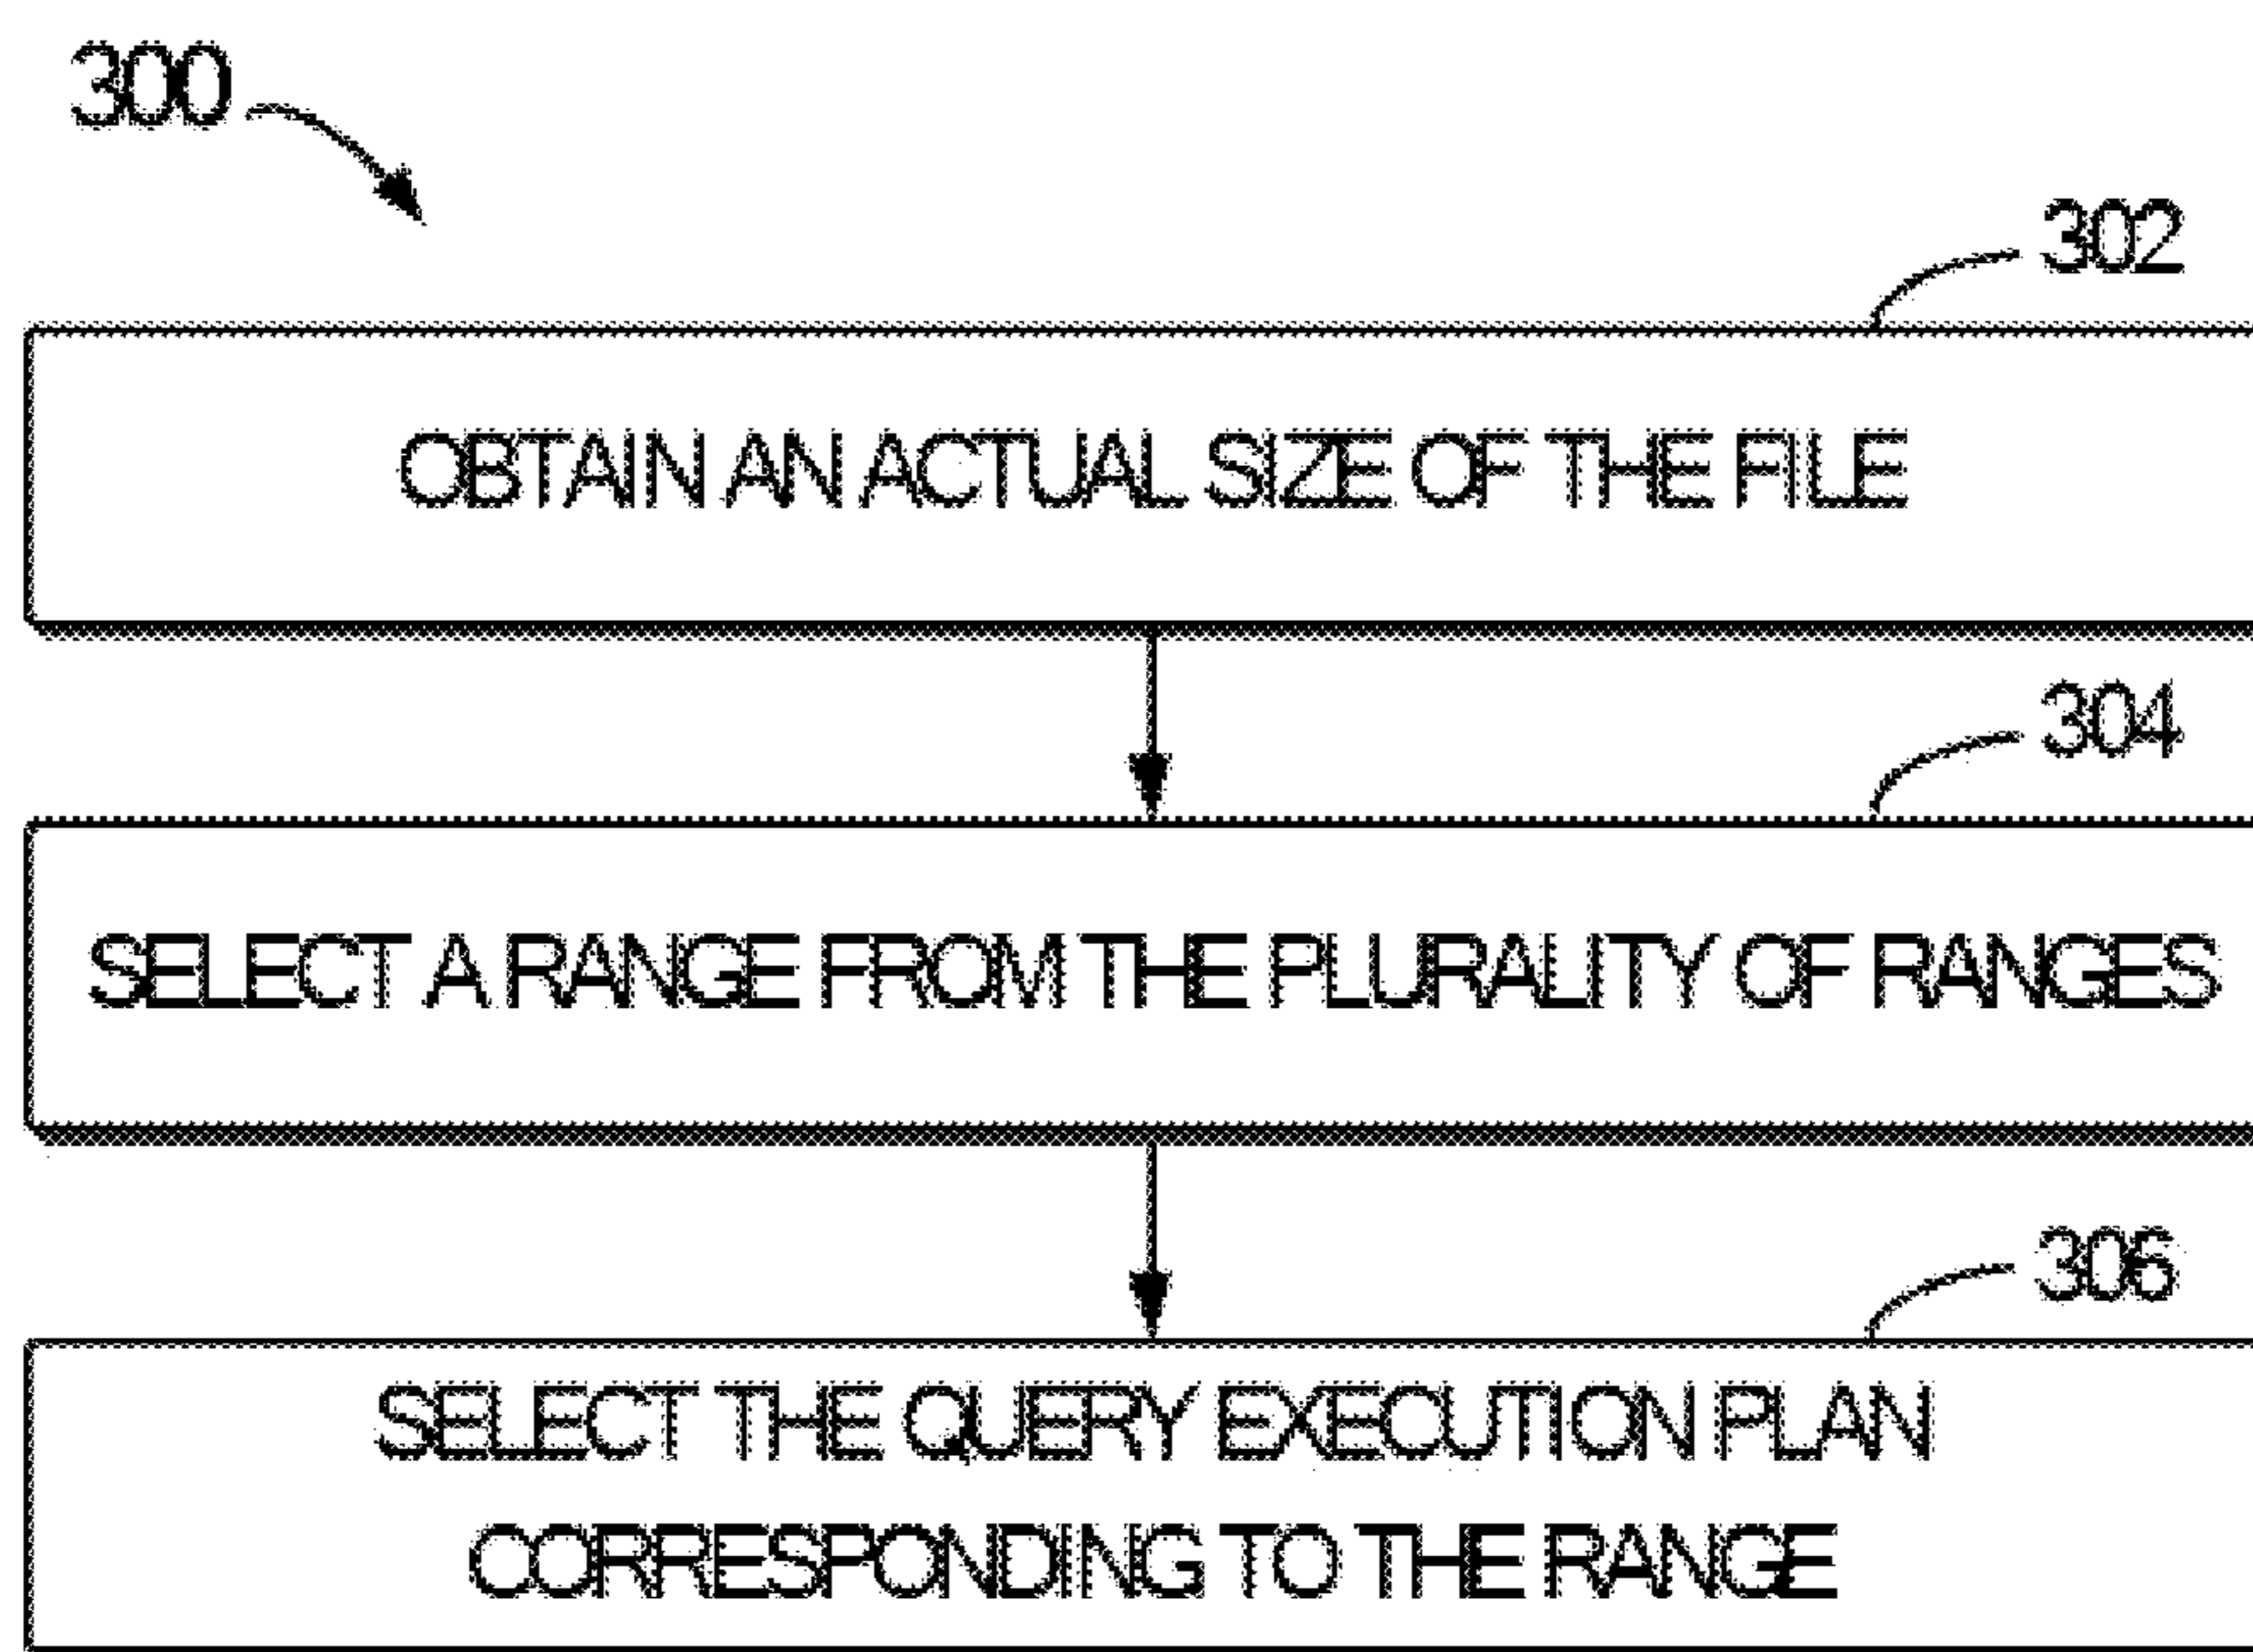 300
302
OBTAIN AN ACTUAL SIZE OF THE FILE
304
SELECT A RANGE FROM THE PLURALITY OF RANGES
306
SELECT THE QUERY EXECUTION PLAN
CORRESPONDING TO THE RANGE